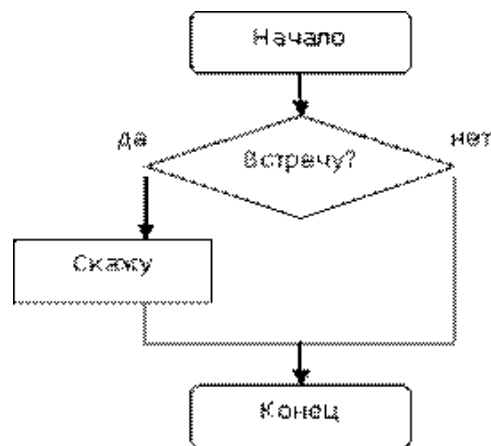 Начало
да
нет
Встречу?
Скажу
Конец